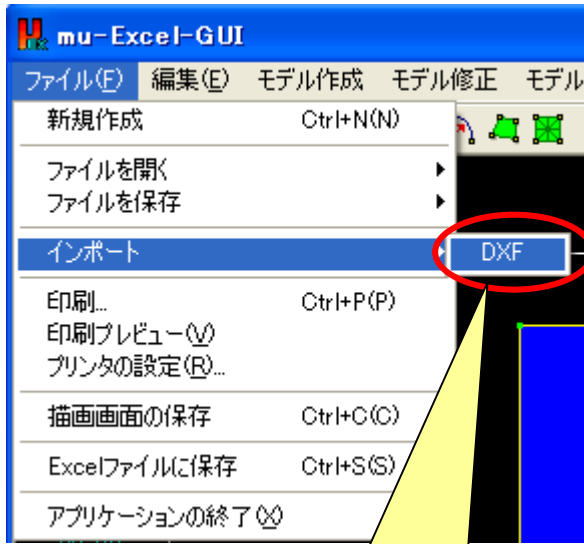 mu-Excel-GUI
ファイル(F) 編集(E) モデル作成 モデル修正 モデル
新規作成 Ctrl+N(N)
ファイルを開く
ファイルを保存
インポート DXF
印刷... Ctrl+P(P)
印刷プレビュー(V)
プリンタの設定(R)...
描画画面の保存 Ctrl+C(C)
Excelファイルに保存 Ctrl+S(S)
アプリケーションの終了(X)